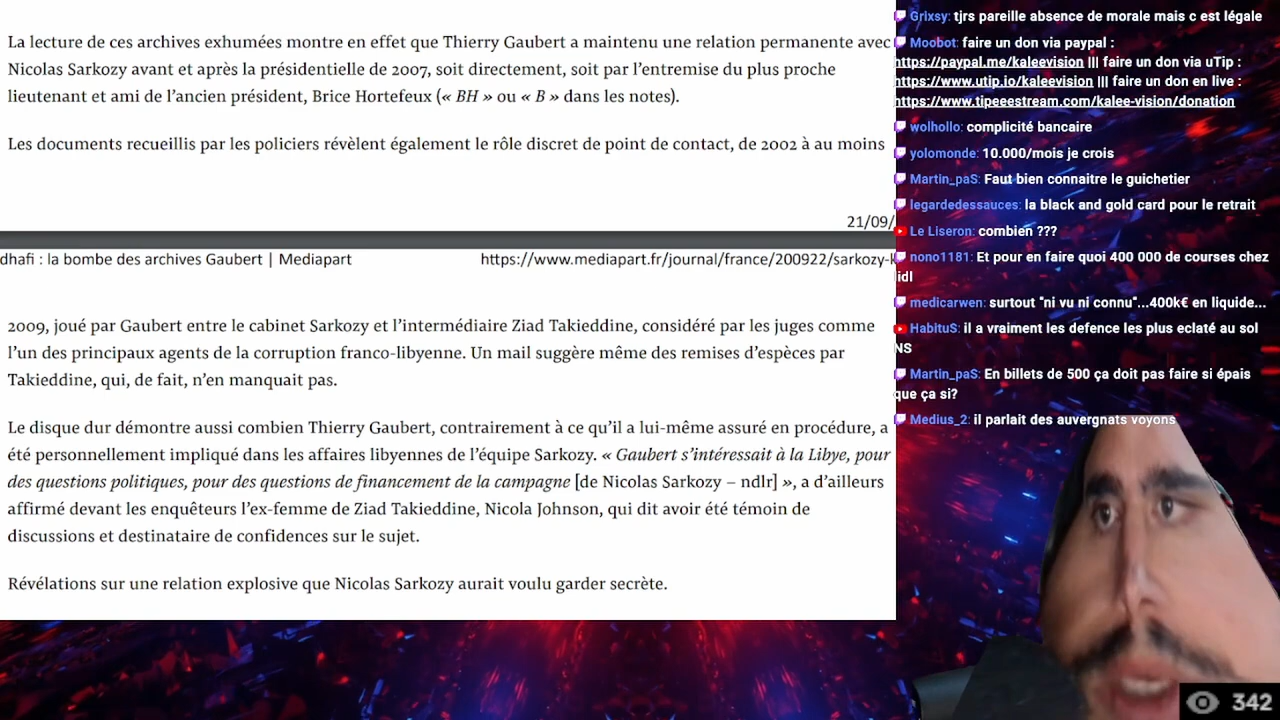 La lecture de ces archives exhumées montre en effet que Thierry Gaubert a maintenu une relation permanente avec
Nicolas Sarkozy avant et après la présidentielle de 2007, soit directement, soit par l’entremise du plus proche
lieutenant et ami de l’ancien président, Brice Hortefeux (« BH » ou « B » dans les notes).
Les documents recueillis par les policiers révèlent également le rôle discret de point de contact, de 2002 à au moins
21/09/
dhafi : la bombe des archives Gaubert | Mediapart
https://www.mediapart.fr/journal/france/200922/sarkozy-k
2009, joué par Gaubert entre le cabinet Sarkozy et l’intermédiaire Ziad Takieddine, considéré par les juges comme
l’un des principaux agents de la corruption franco-libyenne. Un mail suggère même des remises d’espèces par
Takieddine, qui, de fait, n’en manquait pas.
Le disque dur démontre aussi combien Thierry Gaubert, contrairement à ce qu’il a lui-même assuré en procédure, a
été personnellement impliqué dans les affaires libyennes de l’équipe Sarkozy. « Gaubert s’intéressait à la Libye, pour
des questions politiques, pour des questions de financement de la campagne [de Nicolas Sarkozy – ndlr] », a d’ailleurs
affirmé devant les enquêteurs l’ex-femme de Ziad Takieddine, Nicola Johnson, qui dit avoir été témoin de
discussions et destinataire de confidences sur le sujet.
Révélations sur une relation explosive que Nicolas Sarkozy aurait voulu garder secrète.
Grixsy: tjrs pareille absence de morale mais c est légale
Moobot: faire un don via paypal :
https://paypal.me/kaleevision ||| faire un don via uTip :
https://www.utip.io/kaleevision ||| faire un don en live :
https://www.tipeeestream.com/kalee-vision/donation
wolhollo: complicité bancaire
yolomonde: 10.000/mois je crois
Martin_paS: Faut bien connaitre le guichetier
legardedessauces: la black and gold card pour le retrait
Le Liseron: combien ???
nono1181: Et pour en faire quoi 400 000 de courses chez
lidl
medicarwen: surtout "ni vu ni connu"...400k€ en liquide...
HabituS: il a vraiment les defence les plus eclaté au sol
NS
Martin_paS: En billets de 500 ça doit pas faire si épais
que ça si?
Medius_2: il parlait des auvergnats voyons
342